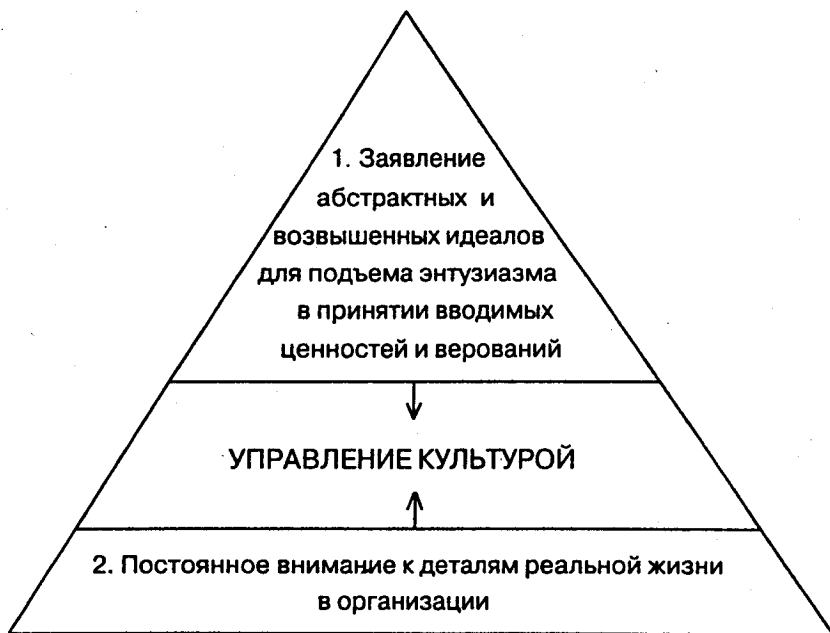 1. Заявление
абстрактных и
возвышенных идеалов
для подъема энтузиазма
в принятии вводимых
ценностей и верований
УПРАВЛЕНИЕ КУЛЬТУРОЙ
2. Постоянное внимание к деталям реальной жизни
в организации